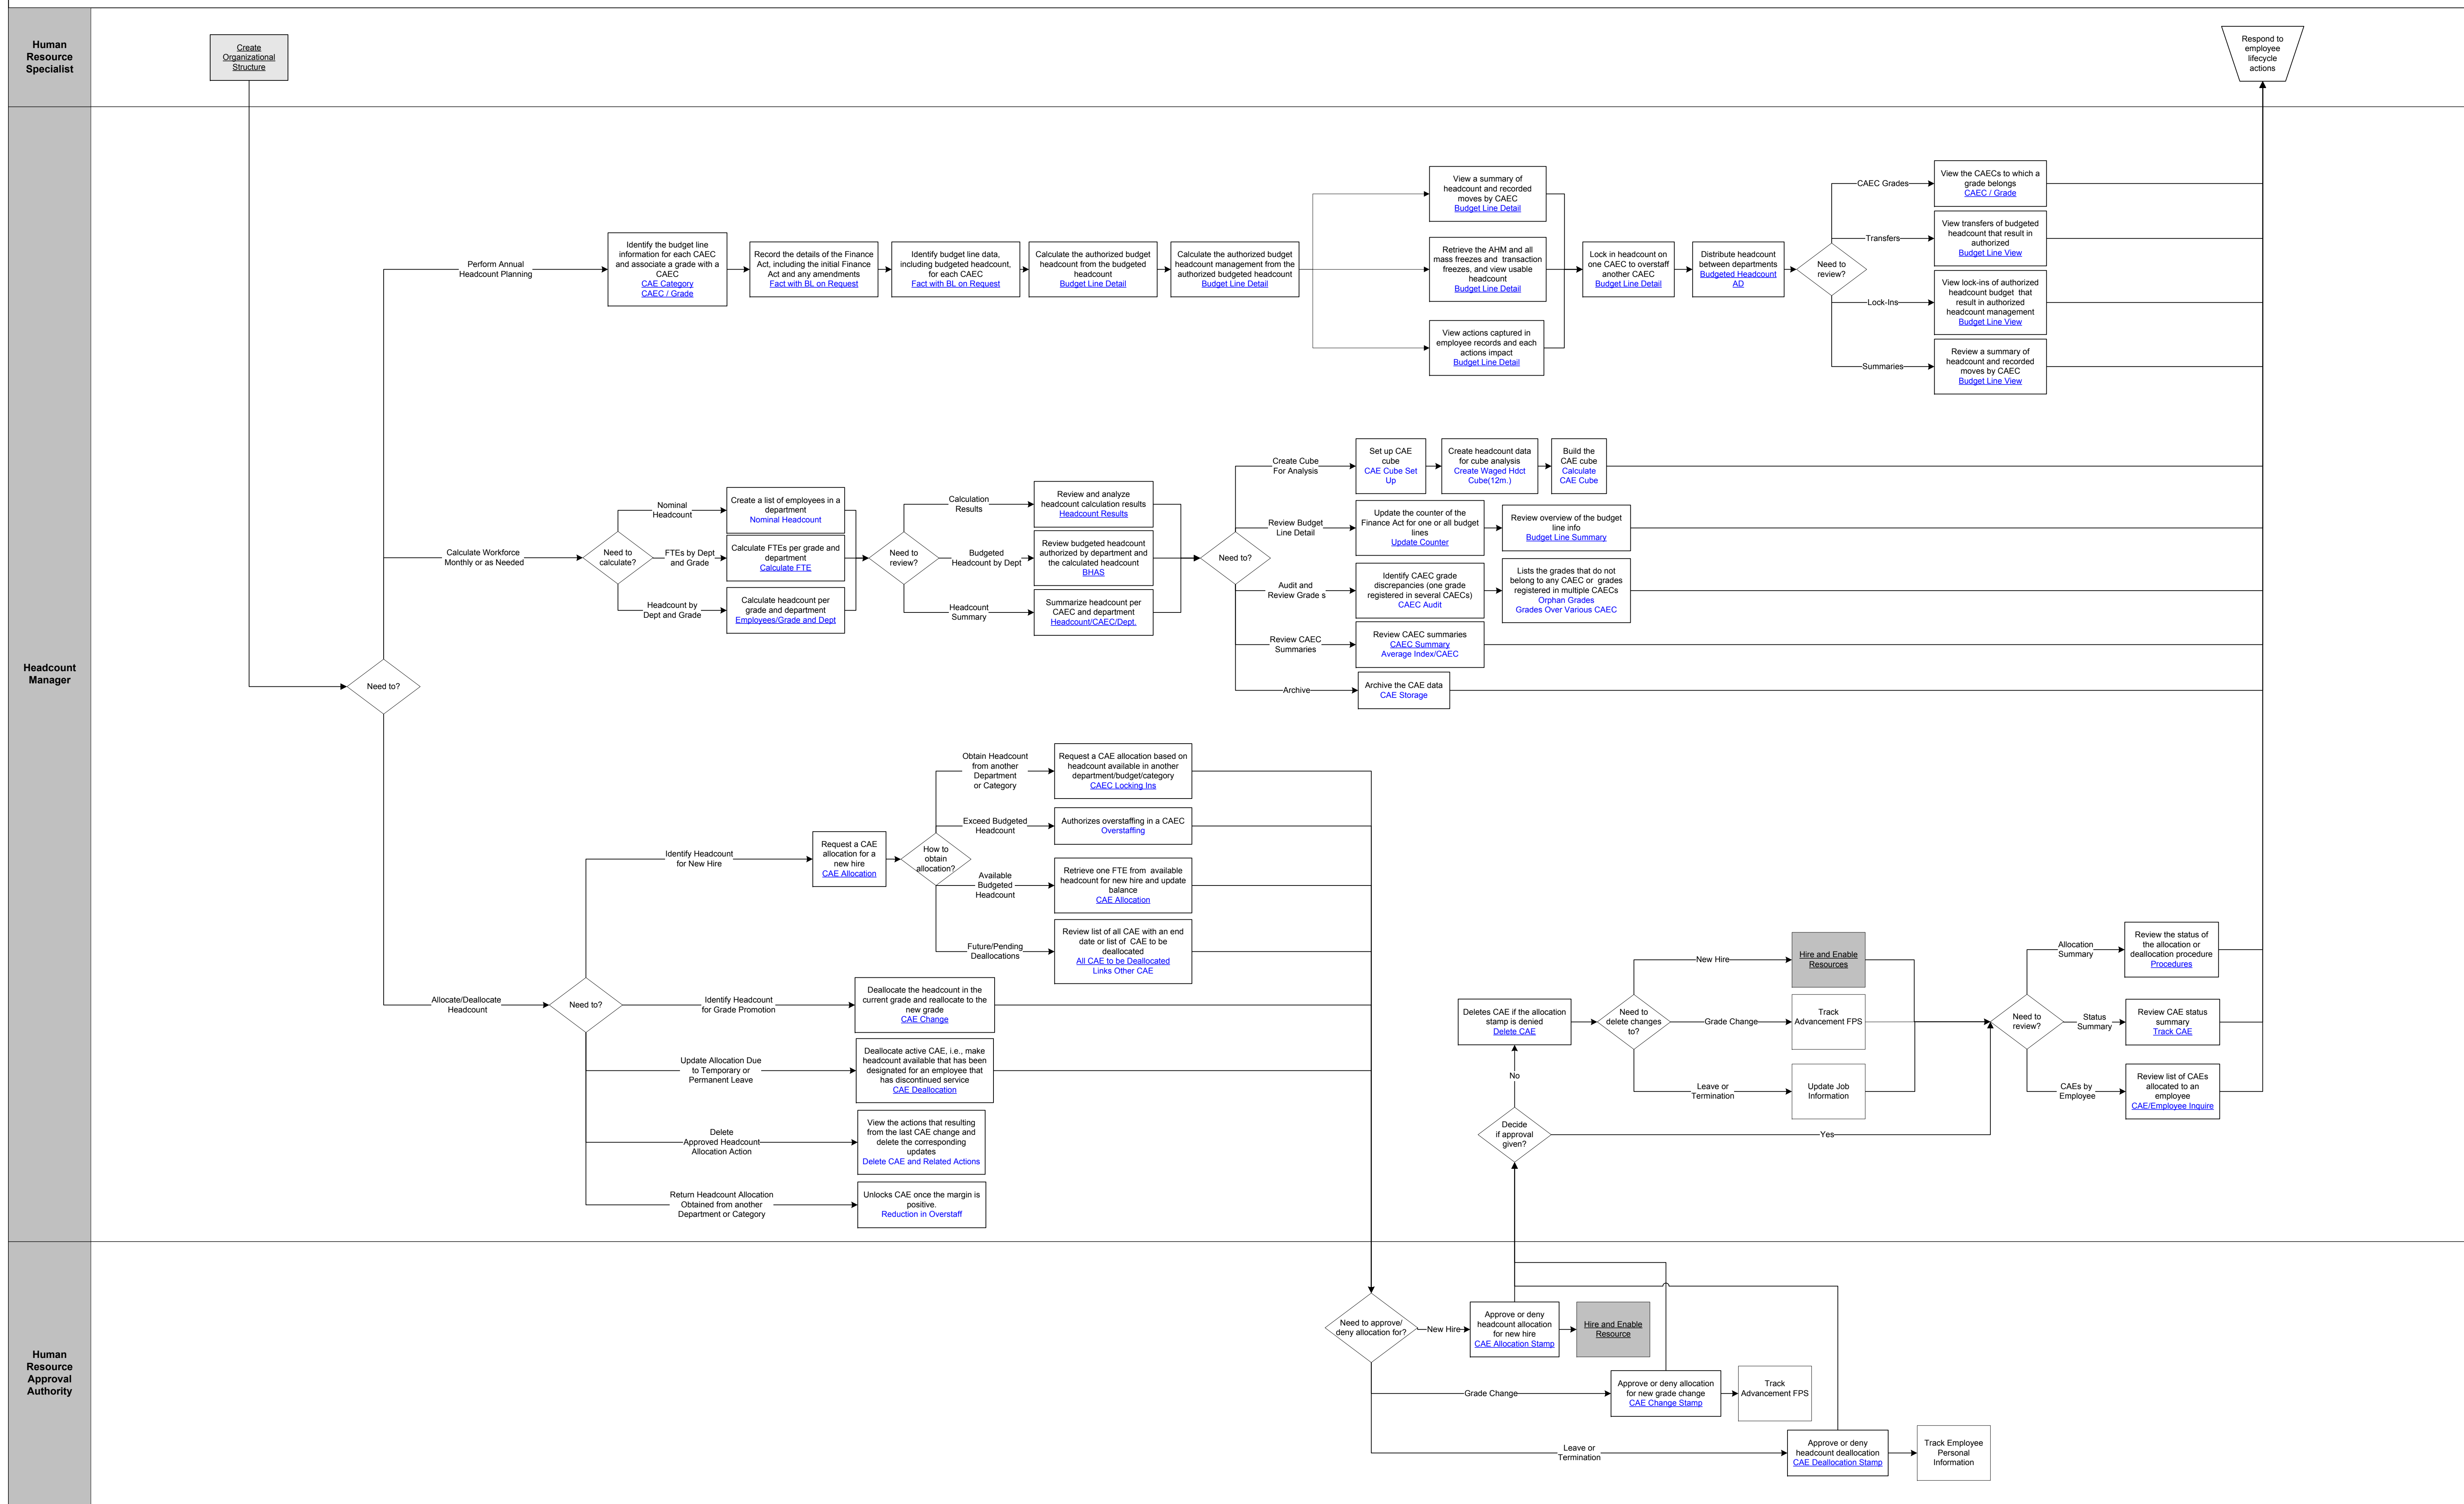 Human
Resource
Specialist
Create
Organizational
Structure
Respond to
employee
lifecycle
actions
Headcount
Manager
Need to?
Perform Annual
Headcount Planning
Identify the budget line
information for each CAEC
and associate a grade with a
CAEC
CAE Category
CAEC / Grade
Record the details of the Finance
Act, including the initial Finance
Act and any amendments
Fact with BL on Request
Identify budget line data,
including budgeted headcount,
for each CAEC
Fact with BL on Request
Calculate the authorized budget
headcount from the budgeted
headcount
Budget Line Detail
Calculate the authorized budget
headcount management from the
authorized budgeted headcount
Budget Line Detail
View a summary of
headcount and recorded
moves by CAEC
Budget Line Detail
Retrieve the AHM and all
mass freezes and  transaction
freezes, and view usable
headcount
Budget Line Detail
View actions captured in
employee records and each
actions impact
Budget Line Detail
Lock in headcount on
one CAEC to overstaff
another CAEC
Budget Line Detail
Distribute headcount
between departments
Budgeted Headcount
AD
Need to
review?
CAEC Grades
View the CAECs to which a
grade belongs
CAEC / Grade
Transfers
View transfers of budgeted
headcount that result in
authorized
Budget Line View
Lock-Ins
View lock-ins of authorized
headcount budget  that
result in authorized
headcount management
Budget Line View
Summaries
Review a summary of
headcount and recorded
moves by CAEC
Budget Line View
Calculate Workforce
Monthly or as Needed
Need to
calculate?
Nominal
Headcount
Create a list of employees in a
department
Nominal Headcount
FTEs by Dept
and Grade
Calculate FTEs per grade and
department
Calculate FTE
Headcount by
Dept and Grade
Calculate headcount per
grade and department
Employees/Grade and Dept
Need to
review?
Calculation
Results
Review and analyze
headcount calculation results
Headcount Results
Budgeted
Headcount by Dept
Review budgeted headcount
authorized by department and
the calculated headcount
BHAS
Headcount
Summary
Summarize headcount per
CAEC and department
Headcount/CAEC/Dept.
Need to?
Create Cube
For Analysis
Set up CAE
cube
CAE Cube Set
Up
Create headcount data
for cube analysis
Create Waged Hdct
Cube(12m.)
Build the
CAE cube
Calculate
CAE Cube
Review Budget
Line Detail
Update the counter of the
Finance Act for one or all budget
lines
Update Counter
Review overview of the budget
line info
Budget Line Summary
Audit and
Review Grade s
Identify CAEC grade
discrepancies (one grade
registered in several CAECs)
CAEC Audit
Lists the grades that do not
belong to any CAEC or  grades
registered in multiple CAECs
Orphan Grades
Grades Over Various CAEC
Review CAEC
Summaries
Review CAEC summaries
CAEC Summary
Average Index/CAEC
Archive
Archive the CAE data
CAE Storage
Allocate/Deallocate
Headcount
Need to?
Identify Headcount
for New Hire
Request a CAE
allocation for a
new hire
CAE Allocation
How to
obtain
allocation?
Obtain Headcount
from another
Department
or Category
Request a CAE allocation based on
headcount available in another
department/budget/category
CAEC Locking Ins
Exceed Budgeted
Headcount
Authorizes overstaffing in a CAEC
Overstaffing
Available
Budgeted
Headcount
Retrieve one FTE from  available
headcount for new hire and update
balance
CAE Allocation
Future/Pending
Deallocations
Review list of all CAE with an end
date or list of  CAE to be
deallocated
All CAE to be Deallocated
Links Other CAE
Identify Headcount
for Grade Promotion
Deallocate the headcount in the
current grade and reallocate to the
new grade
CAE Change
Update Allocation Due
to Temporary or
Permanent Leave
Deallocate active CAE, i.e., make
headcount available that has been
designated for an employee that
has discontinued service
CAE Deallocation
Delete
Approved Headcount
Allocation Action
View the actions that resulting
from the last CAE change and
delete the corresponding
updates
Delete CAE and Related Actions
Return Headcount Allocation
Obtained from another
Department or Category
Unlocks CAE once the margin is
positive.
Reduction in Overstaff
Deletes CAE if the allocation
stamp is denied
Delete CAE
No
Decide
if approval
given?
Yes
Need to
delete changes
to?
New Hire
Hire and Enable
Resources
Grade Change
Track
Advancement FPS
Leave or
Termination
Update Job
Information
Need to
review?
Allocation
Summary
Review the status of
the allocation or
deallocation procedure
Procedures
Status
Summary
Review CAE status
summary
Track CAE
CAEs by
Employee
Review list of CAEs
allocated to an
employee
CAE/Employee Inquire
Human
Resource
Approval
Authority
Need to approve/
deny allocation for?
New Hire
Approve or deny
headcount allocation
for new hire
CAE Allocation Stamp
Hire and Enable
Resource
Grade Change
Approve or deny allocation
for new grade change
CAE Change Stamp
Track
Advancement FPS
Leave or
Termination
Approve or deny
headcount deallocation
CAE Deallocation Stamp
Track Employee
Personal
Information